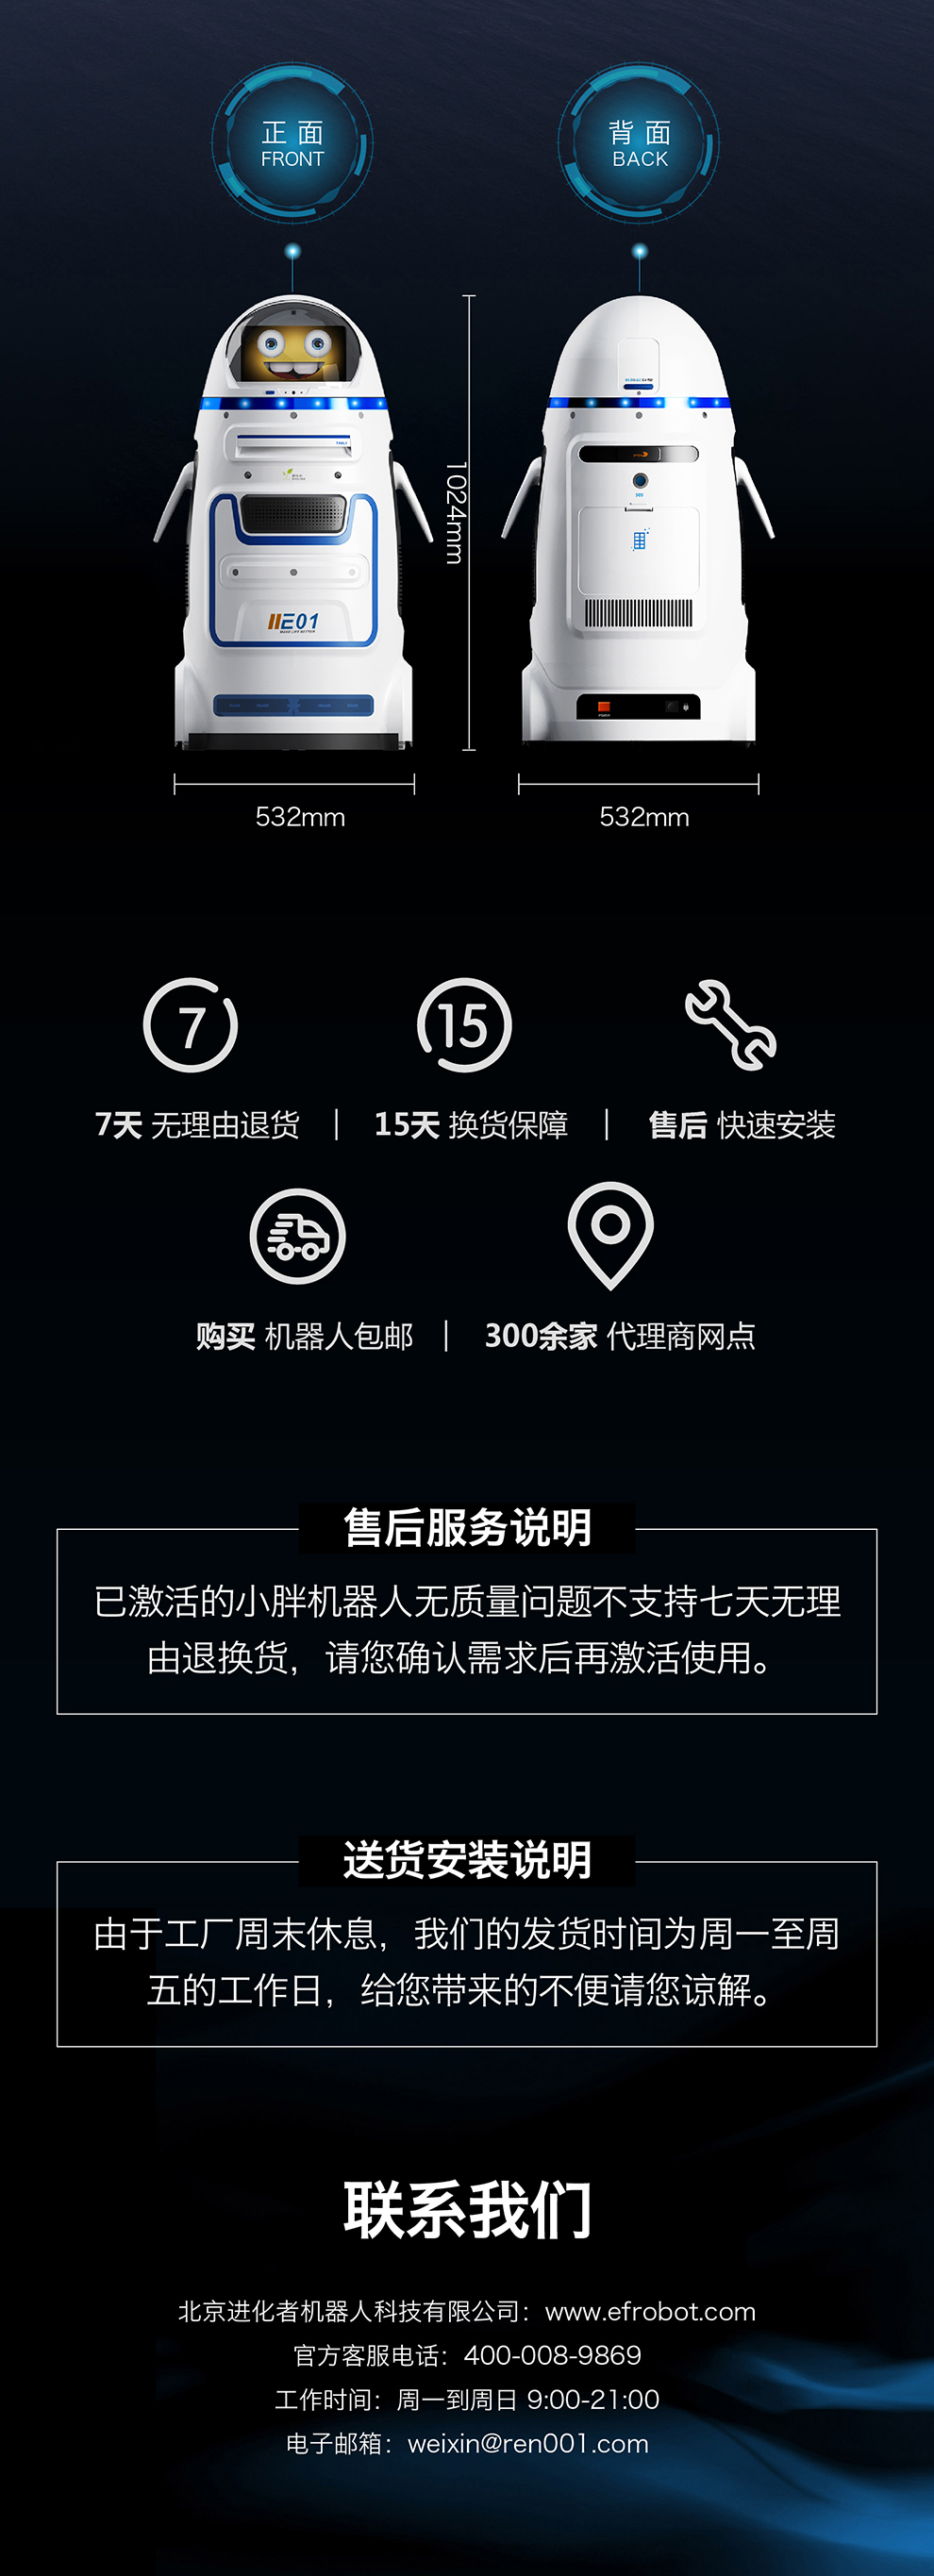 正面
FRONT
背面
BACK
1024mm
SOS
IIE01
MAKE LIFE BETTER
532mm
532mm
7
15
7天 无理由退货 | 15天 换货保障 | 售后 快速安装
购买 机器人包邮 | 300余家 代理商网点
售后服务说明
已激活的小胖机器人无质量问题不支持七天无理
由退换货，请您确认需求后再激活使用。
送货安装说明
由于工厂周末休息，我们的发货时间为周一至周
五的工作日，给您带来的不便请您谅解。
联系我们
北京进化者机器人科技有限公司：www.efrobot.com
官方客服电话：400-008-9869
工作时间：周一到周日 9:00-21:00
电子邮箱：weixin@ren001.com